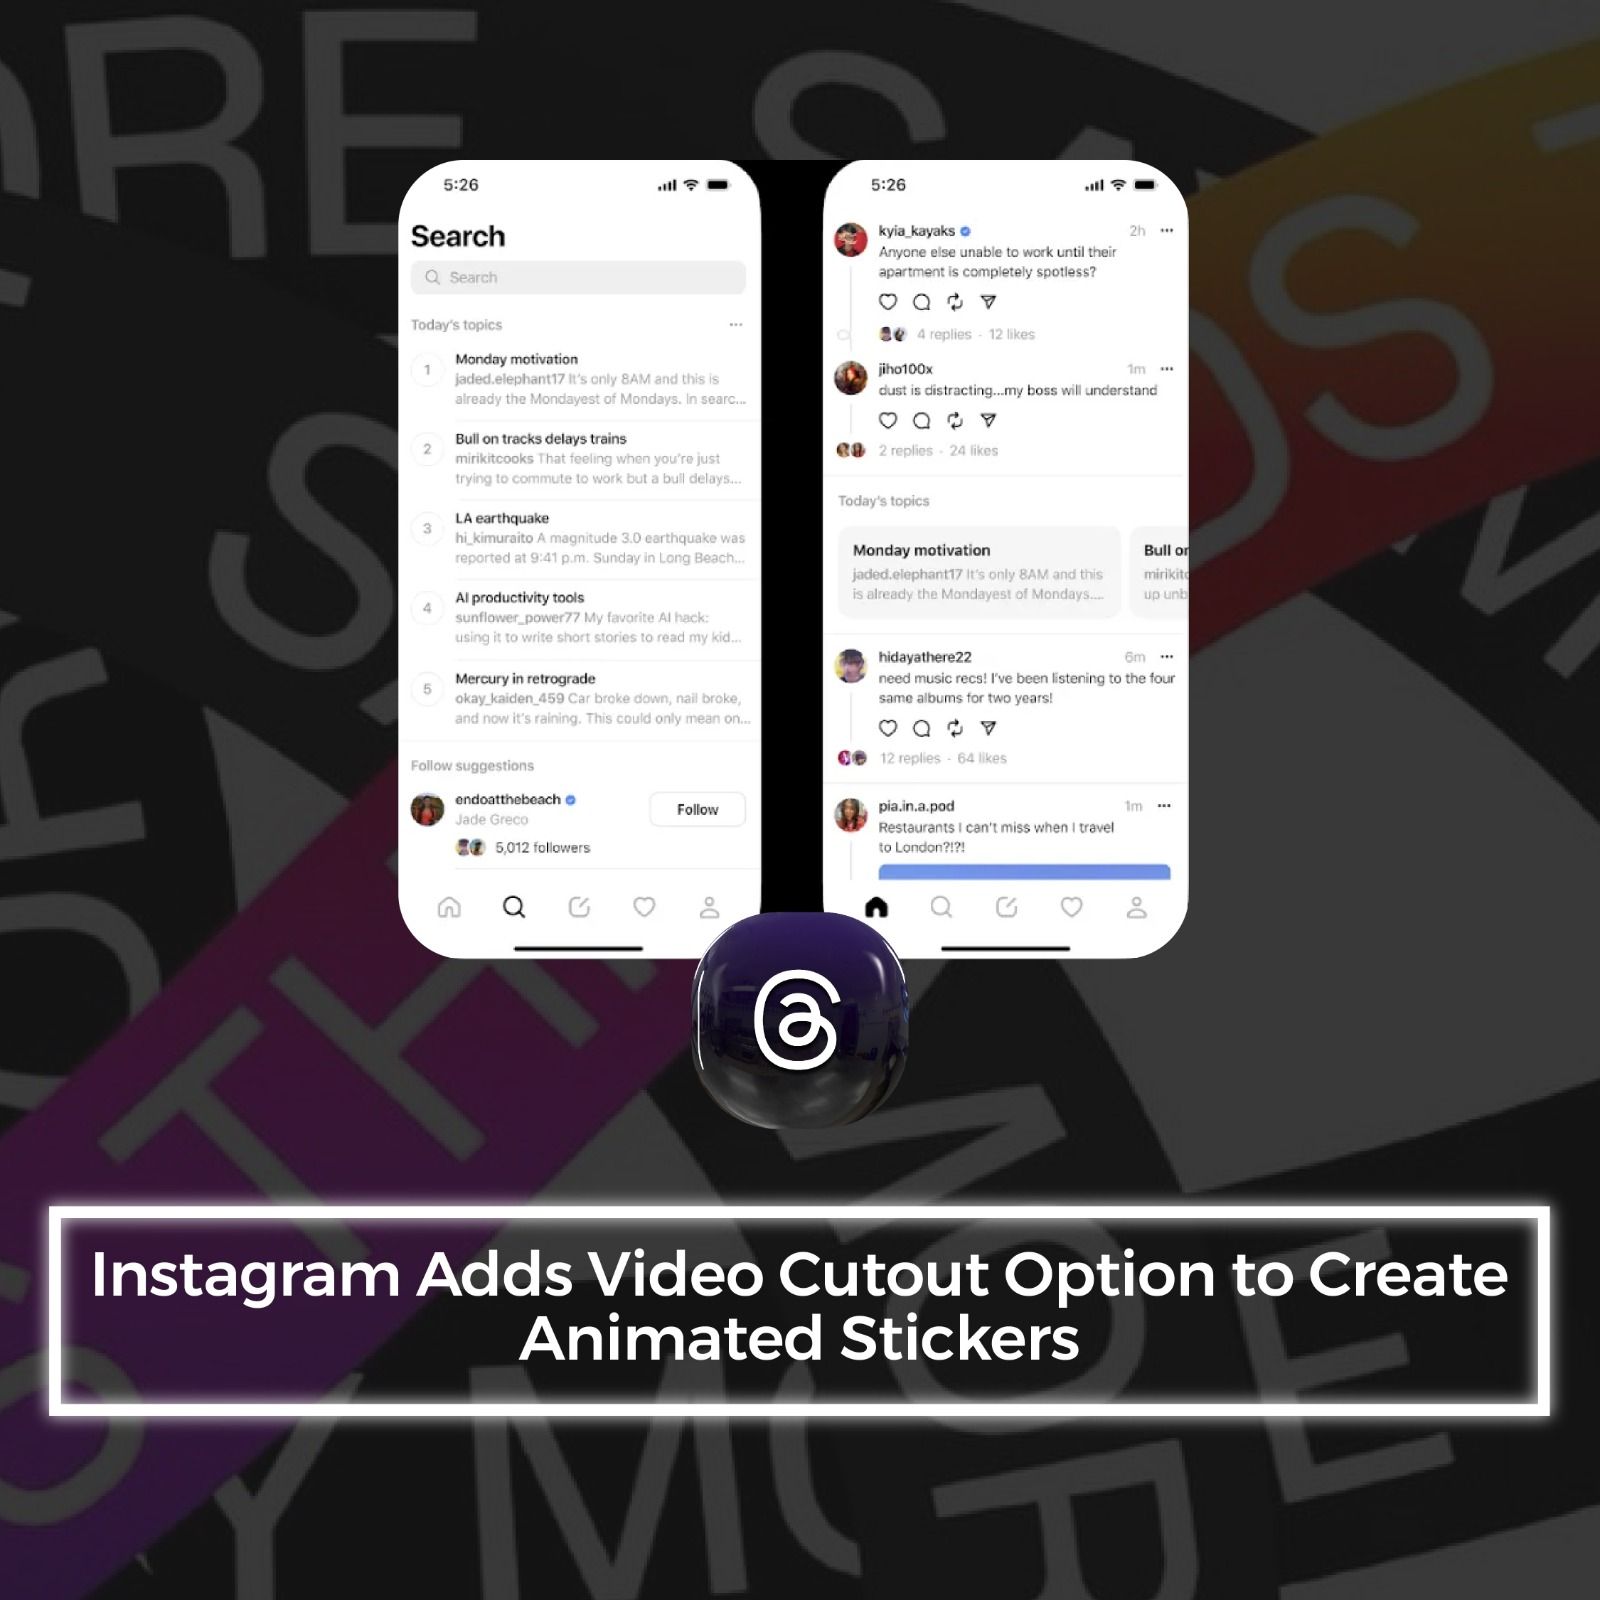 5:26
Search
Search
Today's topics
1
Monday motivation
jaded.elephant17 It's only 8AM and this is
already the Mondayest of Mondays. In searc...
2
Bull on tracks delays trains
mirikitcooks That feeling when you're just
trying to commute to work but a bull delays...
3
LA earthquake
hi_kimuraito A magnitude 3.0 earthquake was
reported at 9:41 p.m. Sunday in Long Beach...
4
AI productivity tools
sunflower_power77 My favorite AI hack:
using it to write short stories to read my kid...
5
Mercury in retrograde
okay_kaiden_459 Car broke down, nail broke,
and now it's raining. This could only mean on...
Follow suggestions
endoatthebeach
Jade Greco
Follow
5,012 followers
5:26
kyia_kayaks 2h
Anyone else unable to work until their
apartment is completely spotless?
4 replies · 12 likes
jiho100x 1m
dust is distracting...my boss will understand
2 replies · 24 likes
Today's topics
Monday motivation
jaded.elephant17 It's only 8AM and this
is already the Mondayest of Mondays....
Bull or
mirikitc
up unb
hidayathere22 6m
need music recs! I've been listening to the four
same albums for two years!
12 replies · 64 likes
pia.in.a.pod 1m
Restaurants I can't miss when I travel
to London?!?!
Instagram Adds Video Cutout Option to Create
Animated Stickers